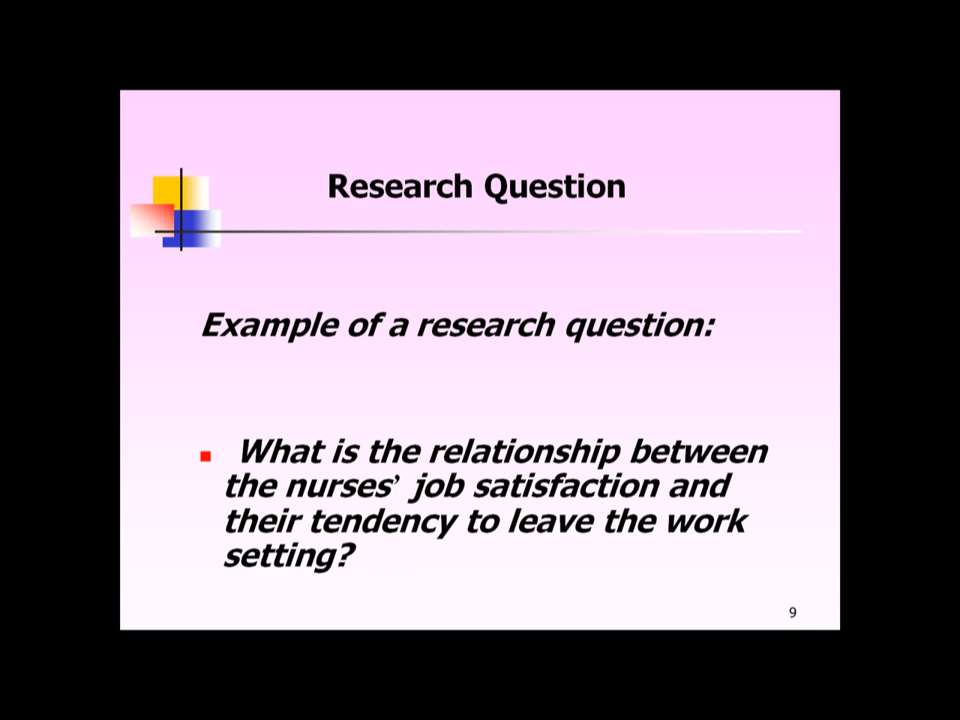 Research Question
Example of a research question:
What is the relationship between
the nurses’ job satisfaction and
their tendency to leave the work
setting?
9